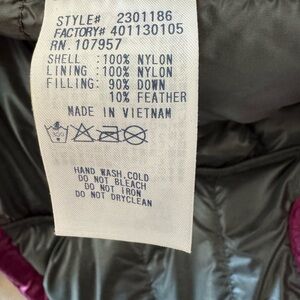 STYLE# 2301186
FACTORY# 401130105
RN. 107957
SHELL :100% NYLON
LINING :100% NYLON
FILLING: 90% DOWN
10% FEATHER
MADE IN VIETNAM
HAND WASH,COLD
DO NOT BLEACH
DO NOT IRON
DO NOT DRYCLEAN